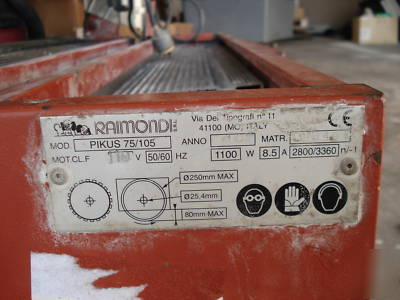 RAIMONDI
Via Dei Tipografi n° 11
41100 (MO) ITALY
CE
MOD. PIKUS 75/105 ANNO MATR.
MOT CL.F 110 V 50/60 HZ 1100 W 8.5 A 2800/3360 n/-1
Ø250mm MAX
Ø25,4mm
80mm MAX